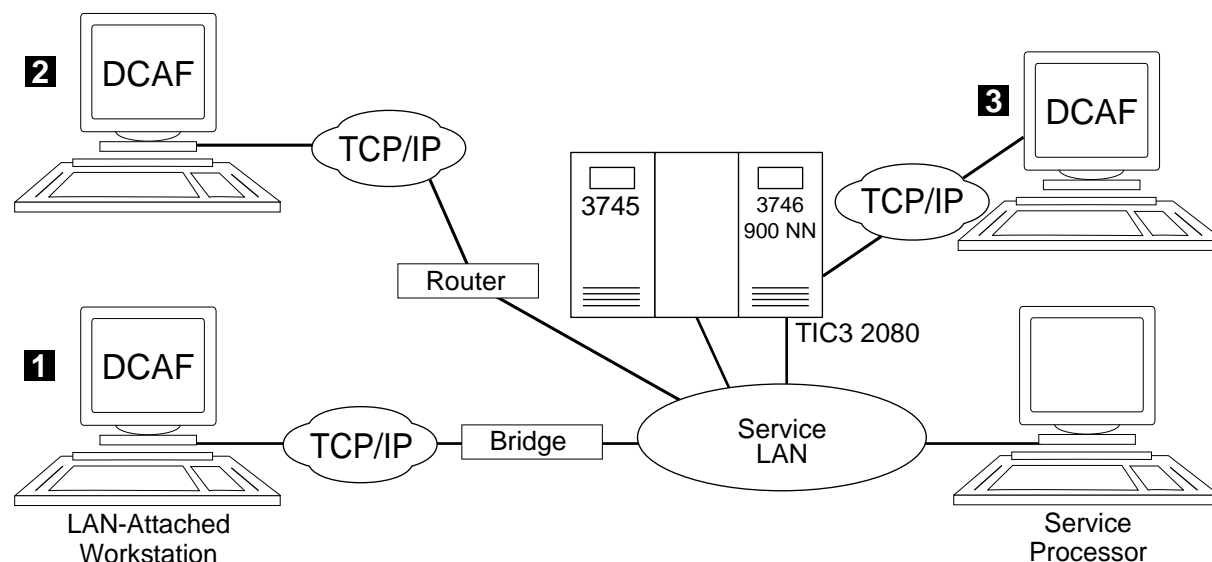 2
DCAF
TCP/IP
Router
3745
3746
900 NN
TIC3 2080
TCP/IP
3
DCAF
1
DCAF
TCP/IP
Bridge
Service
LAN
LAN-Attached
Workstation
Service
Processor